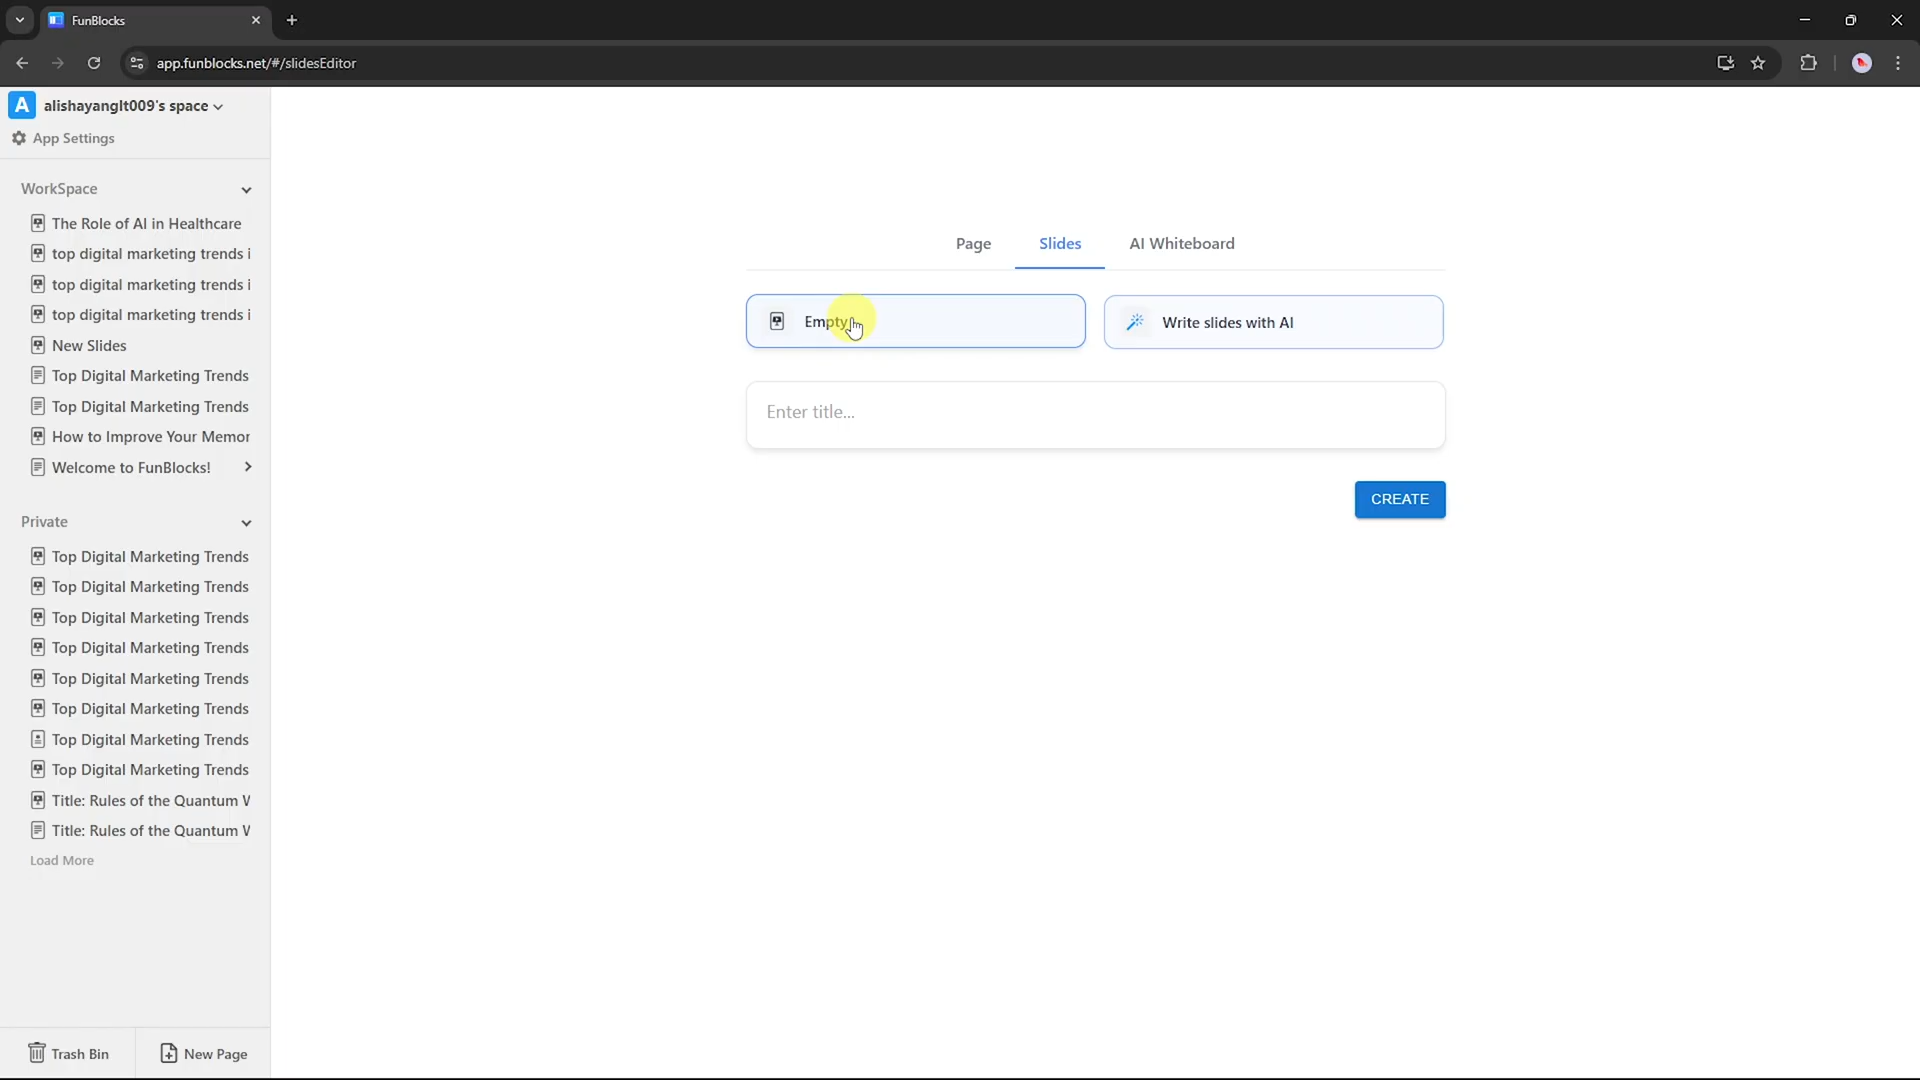 FunBlocks
app.funblocks.net/#/slidesEditor
A alishayanglt009's space
App Settings
WorkSpace
The Role of AI in Healthcare
top digital marketing trends i
top digital marketing trends i
top digital marketing trends i
New Slides
Top Digital Marketing Trends
Top Digital Marketing Trends
How to Improve Your Memor
Welcome to FunBlocks!
Private
Top Digital Marketing Trends
Top Digital Marketing Trends
Top Digital Marketing Trends
Top Digital Marketing Trends
Top Digital Marketing Trends
Top Digital Marketing Trends
Top Digital Marketing Trends
Top Digital Marketing Trends
Title: Rules of the Quantum W
Title: Rules of the Quantum W
Load More
Trash Bin
New Page
Page Slides AI Whiteboard
Empty
Write slides with AI
Enter title...
CREATE